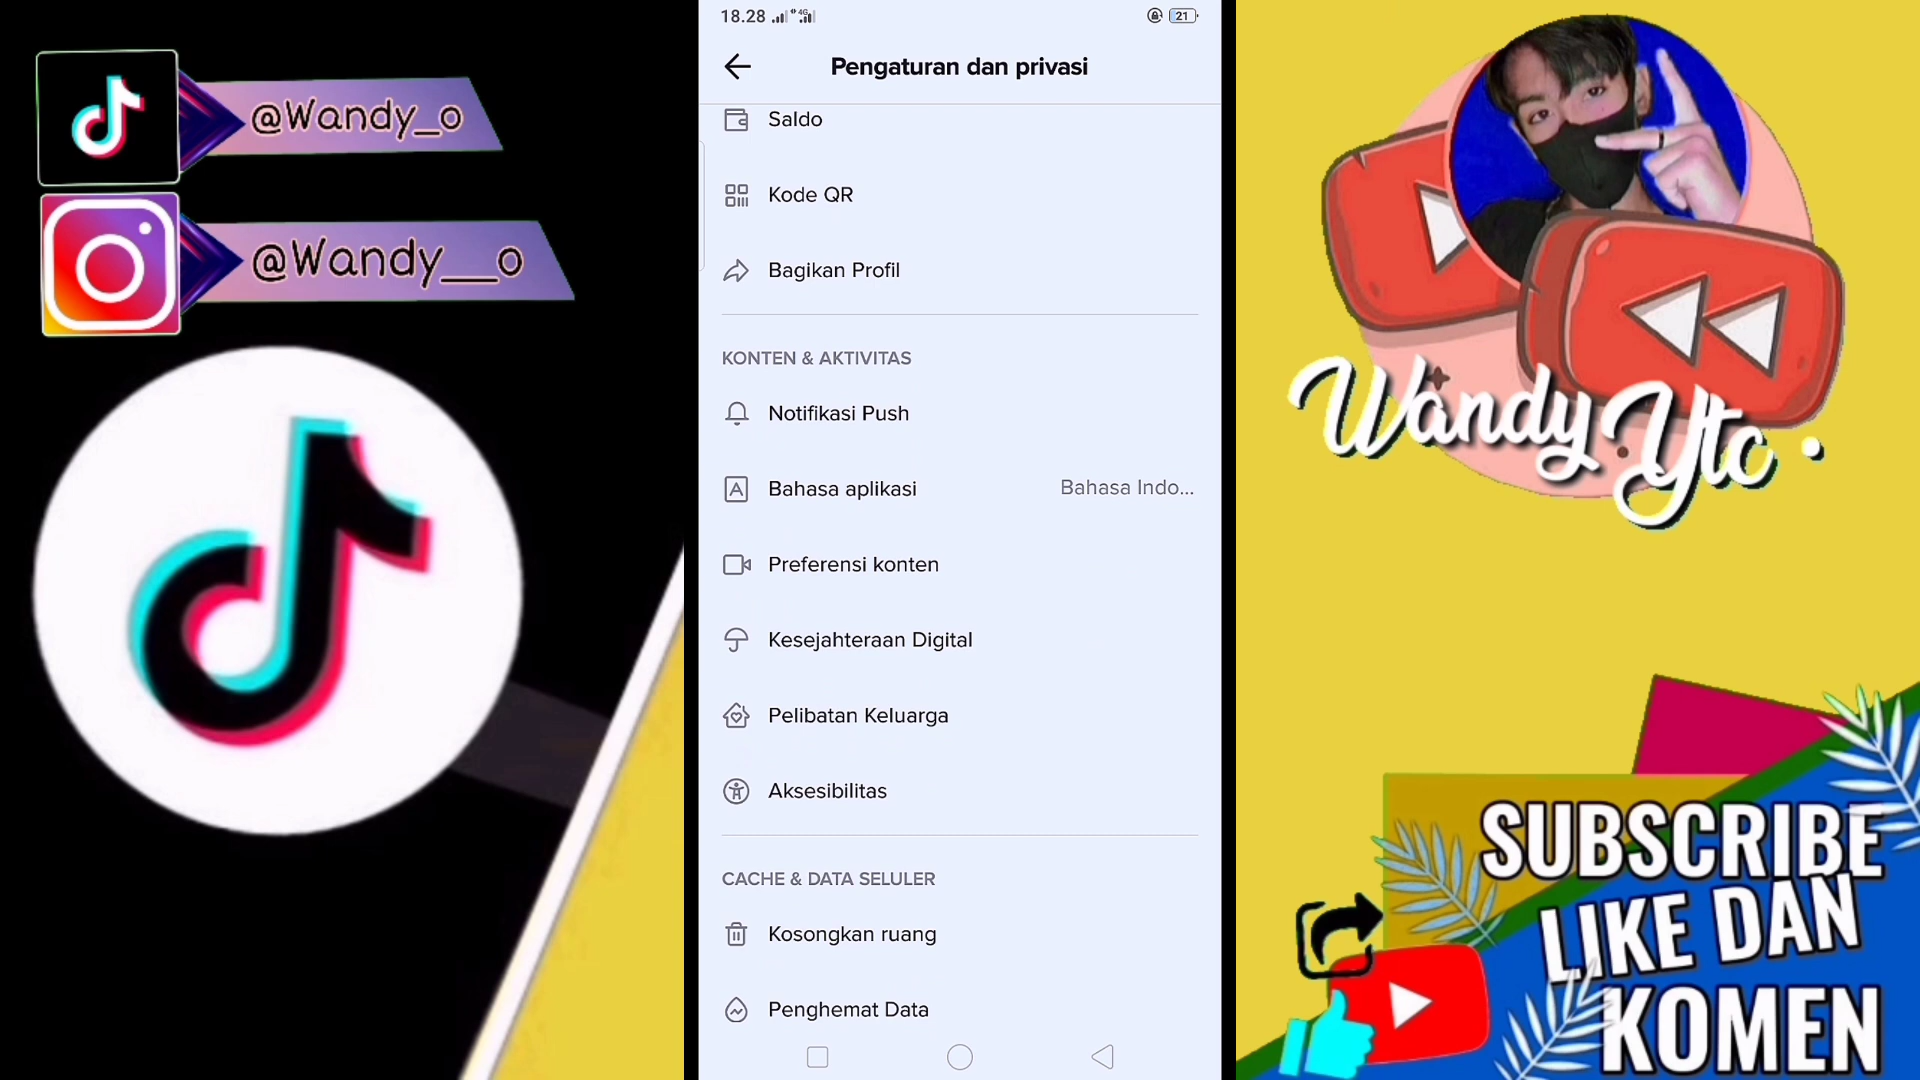 @Wandy_o
@Wandy__o
18.28
4G
21
Pengaturan dan privasi
Saldo
Kode QR
Bagikan Profil
KONTEN & AKTIVITAS
Notifikasi Push
Bahasa aplikasi
Bahasa Indo...
Preferensi konten
Kesejahteraan Digital
Pelibatan Keluarga
Aksesibilitas
CACHE & DATA SELULER
Kosongkan ruang
Penghemat Data
Wandy Ytc
SUBSCRIBE
LIKE DAN
KOMEN